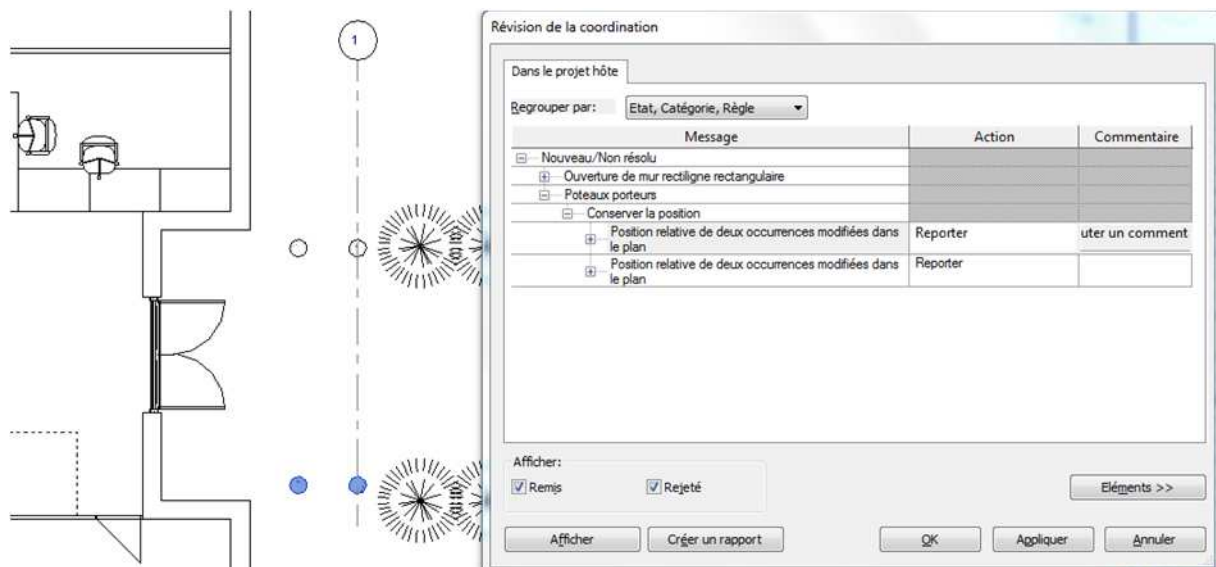 1
Révision de la coordination
Dans le projet hôte
Regrouper par: Etat, Catégorie, Règle
Message Action Commentaire
Nouveau/Non résolu
Ouverture de mur rectiligne rectangulaire
Poteaux porteurs
Conserver la position
Position relative de deux occurrences modifiées dans Reporter uter un comment
le plan
Position relative de deux occurrences modifiées dans Reporter
le plan
Afficher:
Remis Rejeté
Eléments >>
Afficher Créer un rapport OK Appliquer Annuler